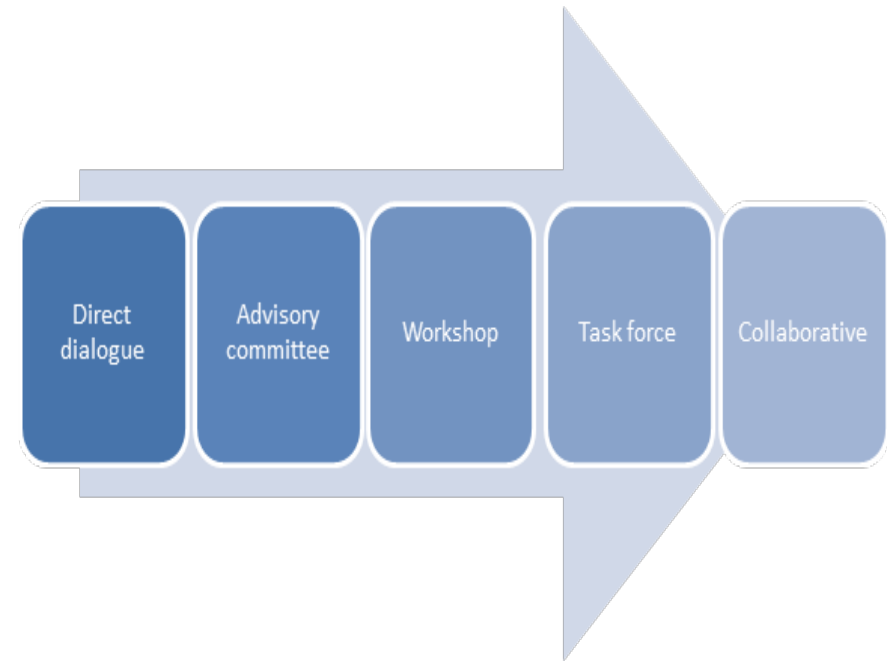 Direct
dialogue
Advisory
committee
Workshop
Task force
Collaborative